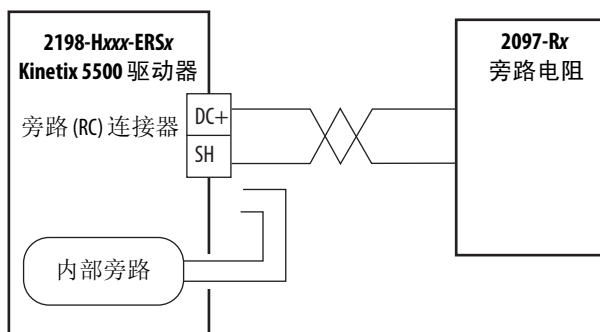 2198-Hxxx-ERSx
Kinetix 5500 驱动器
旁路 (RC) 连接器
DC+
SH
内部旁路
2097-Rx
旁路电阻